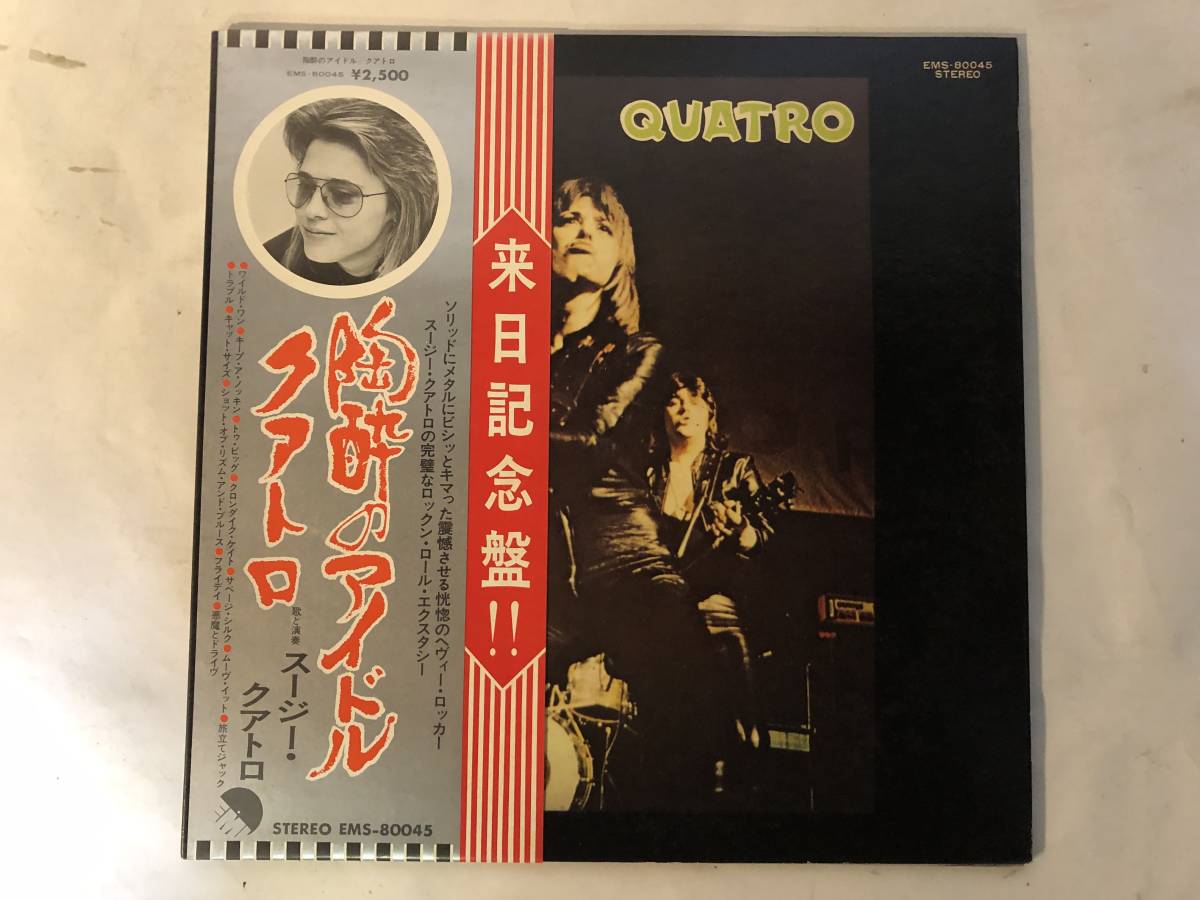 陶酔のアイドル/クアトロ
EMS-80045 ¥2,500
EMS-80045
STEREO
QUATRO
来日記念盤!!
ソリッドにメタルにビシッとキマった震憾させる恍惚のヘヴィー・ロッカー
スージー・クアトロの完璧なロックン・ロール・エクスタシー
陶酔のアイドル
クアトロ
歌と演奏
スージー・
クアトロ
●ワイルド・ワン●キープ・ア・ノッキン●トゥ・ビッグ●クロンダイク・ケイト●サベージ・シルク●ムーヴ・イット●旅立てジャック
●トラブル●キャット・サイズ●ショット・オブ・リズム・アンド・ブルース●フライデイ●悪魔とドライヴ
EMI
STEREO EMS-80045